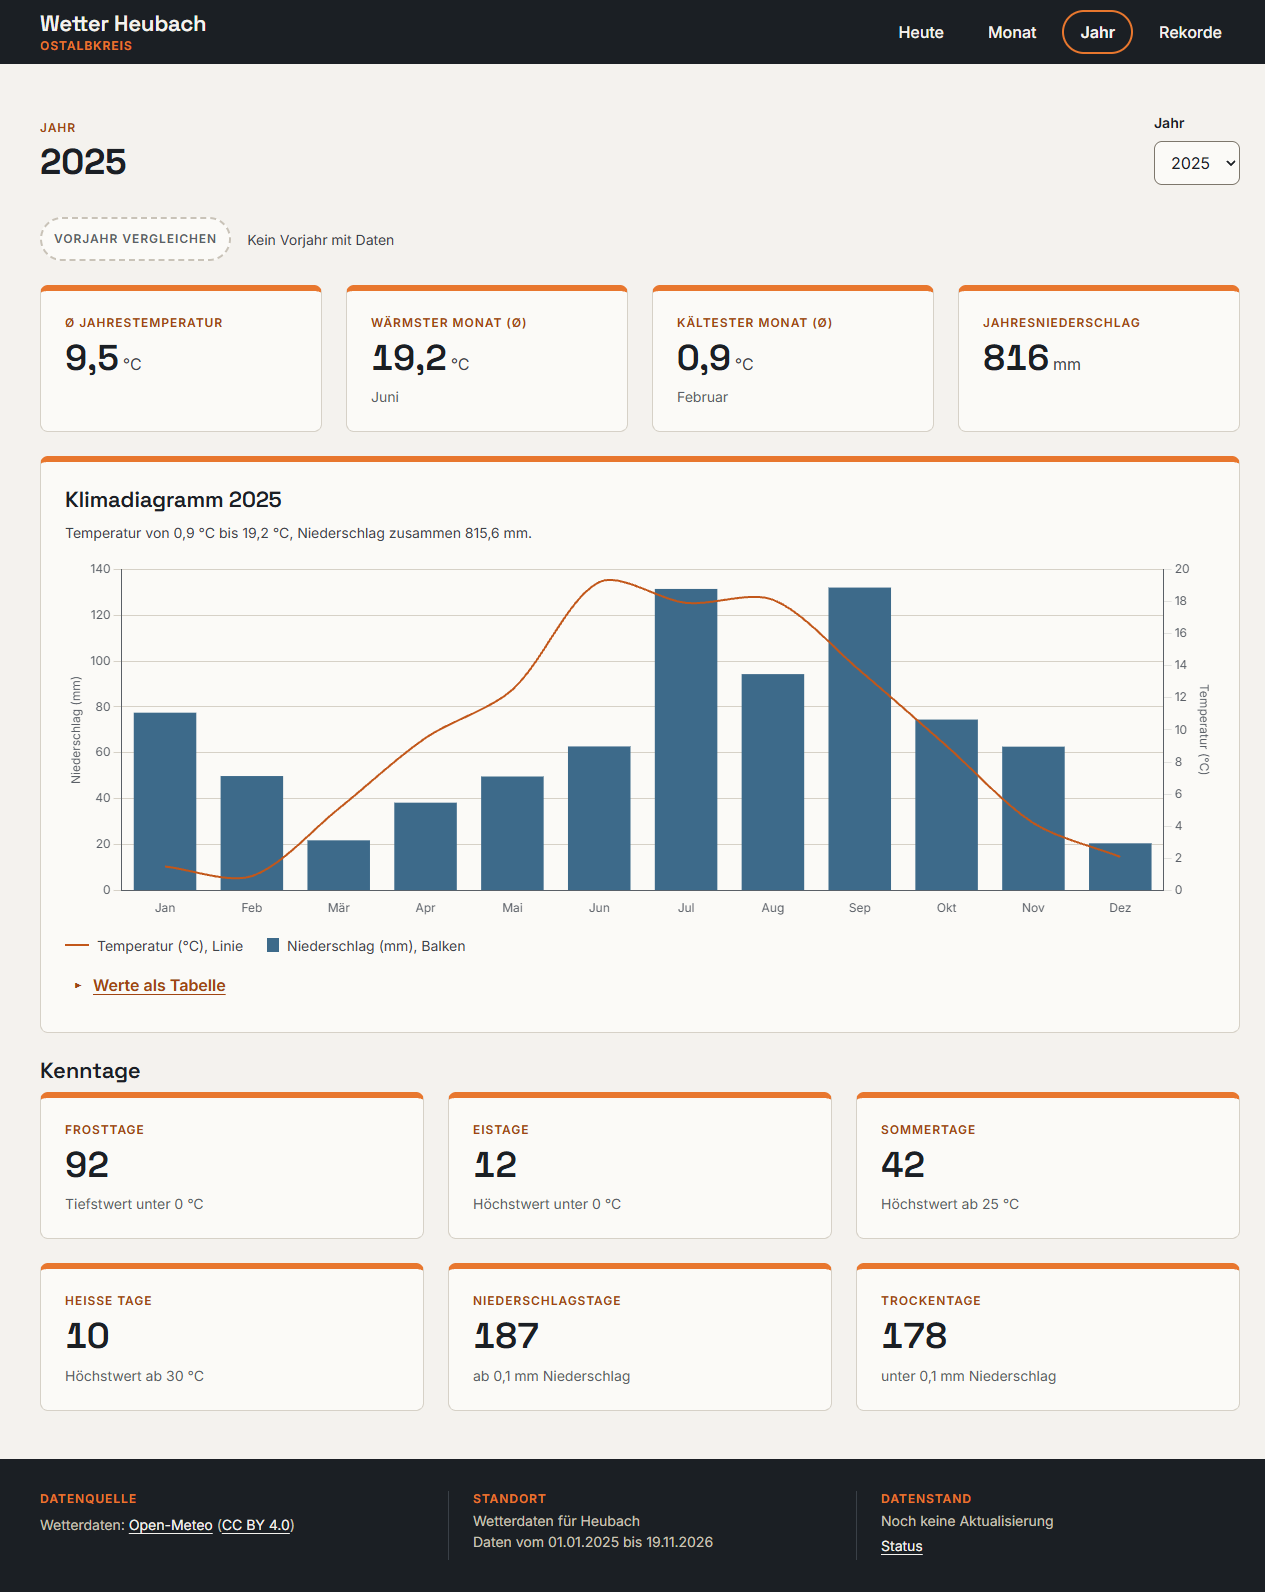 Wetter Heubach
OSTALBKREIS
Heute
Monat
Jahr
Rekorde
JAHR
2025
Jahr
2025
VORJAHR VERGLEICHEN
Kein Vorjahr mit Daten
Ø JAHRESTEMPERATUR
9,5 °C
WÄRMSTER MONAT (Ø)
19,2 °C
Juni
KÄLTESTER MONAT (Ø)
0,9 °C
Februar
JAHRESNIEDERSCHLAG
816 mm
Klimadiagramm 2025
Temperatur von 0,9 °C bis 19,2 °C, Niederschlag zusammen 815,6 mm.
Niederschlag (mm)
140
120
100
80
60
40
20
0
20
18
16
14
12
10
8
6
4
2
0
Temperatur (°C)
Jan Feb Mär Apr Mai Jun Jul Aug Sep Okt Nov Dez
Temperatur (°C), Linie
Niederschlag (mm), Balken
Werte als Tabelle
Kenntage
FROSTTAGE
92
Tiefstwert unter 0 °C
EISTAGE
12
Höchstwert unter 0 °C
SOMMERTAGE
42
Höchstwert ab 25 °C
HEISSE TAGE
10
Höchstwert ab 30 °C
NIEDERSCHLAGSTAGE
187
ab 0,1 mm Niederschlag
TROCKENTAGE
178
unter 0,1 mm Niederschlag
DATENQUELLE
Wetterdaten: Open-Meteo (CC BY 4.0)
STANDORT
Wetterdaten für Heubach
Daten vom 01.01.2025 bis 19.11.2026
DATENSTAND
Noch keine Aktualisierung
Status